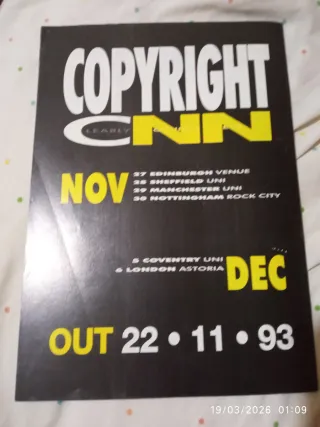 COPYRIGHT
CNN
CLEARLY
NOV
27 EDINBURGH VENUE
28 SHEFFIELD UNI
29 MANCHESTER UNI
30 NOTTINGHAM ROCK CITY
5 COVENTRY UNI
6 LONDON ASTORIA
DEC
OUT 22 • 11 • 93
19/03/2026 01:09